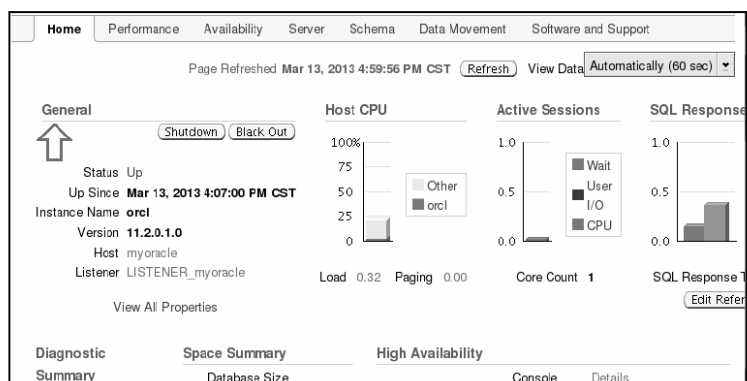 Home Performance Availability Server Schema Data Movement Software and Support
Page Refreshed Mar 13, 2013 4:59:56 PM CST Refresh View Data Automatically (60 sec)
General
Shutdown Black Out
Status Up
Up Since Mar 13, 2013 4:07:00 PM CST
Instance Name orcl
Version 11.2.0.1.0
Host myoracle
Listener LISTENER_myoracle
View All Properties
Host CPU
100%
75
50
25
0
Other
orcl
Load 0.32 Paging 0.00
Active Sessions
1.0
0.5
0.0
Wait
User
I/O
CPU
Core Count 1
SQL Response
1.0
0.5
0.0
SQL Response T
Edit Refer
Diagnostic
Summary
Space Summary
Database Size
High Availability
Console Details